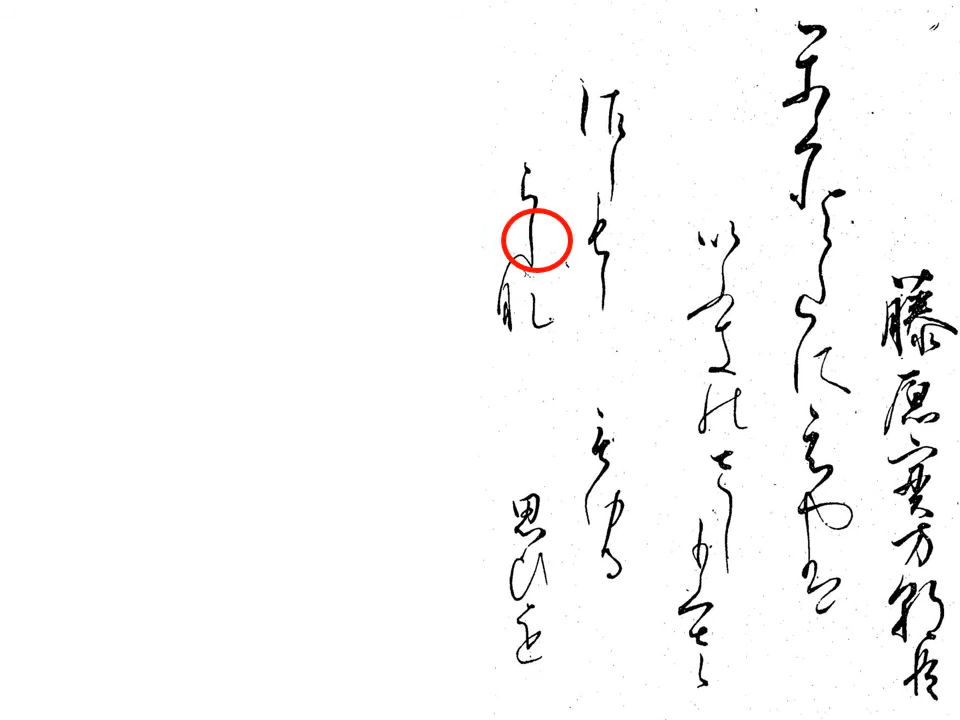 藤原實方朝臣
かくとたにえやは
いふきのさしもくさ
さしも もゆる
しらしな 思ひを